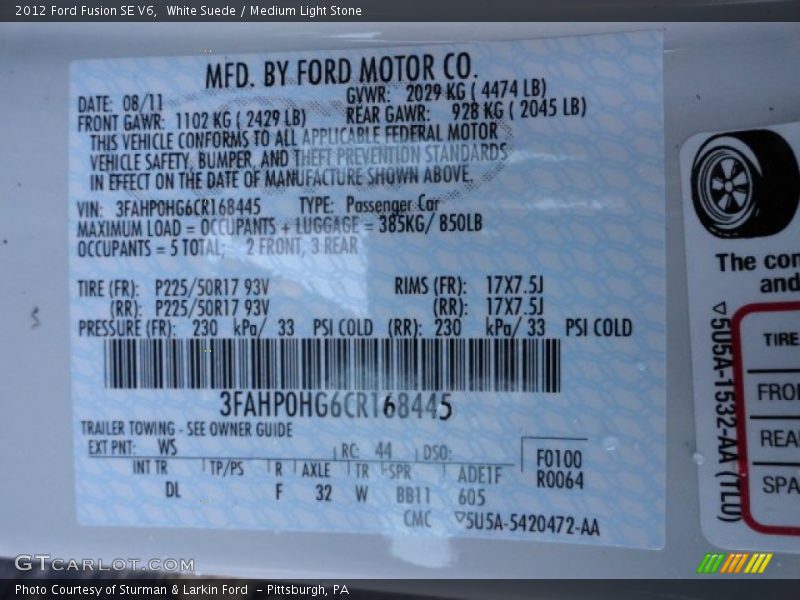 2012 Ford Fusion SE V6,  White Suede / Medium Light Stone
MFD. BY FORD MOTOR CO.
DATE: 08/11
GVWR: 2029 KG ( 4474 LB)
FRONT GAWR: 1102 KG ( 2429 LB)
REAR GAWR: 928 KG ( 2045 LB)
THIS VEHICLE CONFORMS TO ALL APPLICABLE FEDERAL MOTOR
VEHICLE SAFETY, BUMPER, AND THEFT PREVENTION STANDARDS
IN EFFECT ON THE DATE OF MANUFACTURE SHOWN ABOVE.
VIN: 3FAHP0HG6CR168445 TYPE: Passenger Car
MAXIMUM LOAD = OCCUPANTS + LUGGAGE = 385KG/ 850LB
OCCUPANTS = 5 TOTAL, 2 FRONT, 3 REAR
TIRE (FR): P225/50R17 93V RIMS (FR): 17X7.5J
(RR): P225/50R17 93V (RR): 17X7.5J
PRESSURE (FR): 230 kPa/ 33 PSI COLD (RR): 230 kPa/ 33 PSI COLD
3FAHP0HG6CR168445
TRAILER TOWING - SEE OWNER GUIDE
EXT PNT: WS RC: 44 DSO:
F0100
R0064
INT TR TP/PS R AXLE TR SPR ADE1F
DL F 32 W BB11 605
CMC ▽5U5A-5420472-AA
The con
and
▽5U5A-1532-AA (TL0)
TIRE
FRO
REA
SPA
GTCarLot.com
Photo Courtesy of Sturman & Larkin Ford  - Pittsburgh, PA